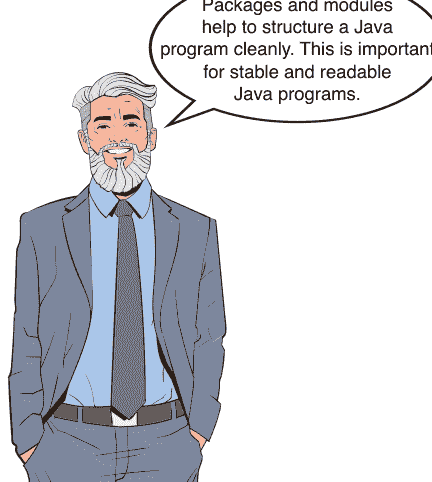 Packages and modules
help to structure a Java
program cleanly. This is important
for stable and readable
Java programs.